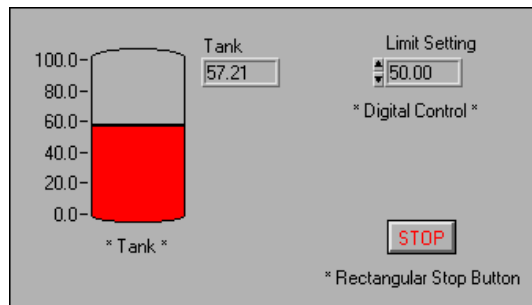 Tank
57.21
Limit Setting
50.00
* Digital Control *
100.0
80.0
60.0
40.0
20.0
0.0
* Tank *
STOP
* Rectangular Stop Button